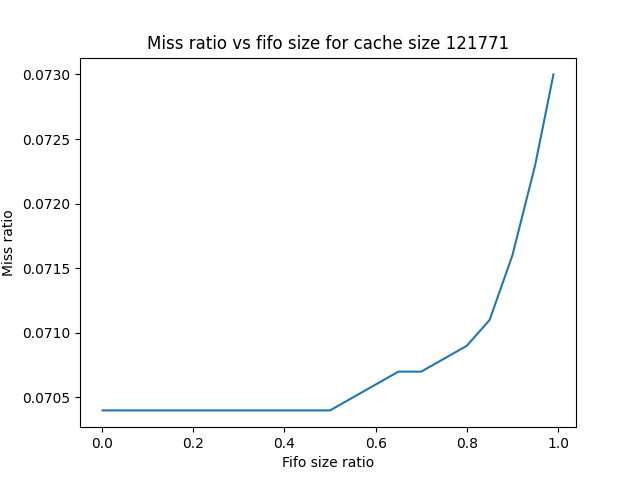 Miss ratio vs fifo size for cache size 121771
0.0730
0.0725
0.0720
0.0715
0.0710
0.0705
Miss ratio
0.0 0.2 0.4 0.6 0.8 1.0
Fifo size ratio